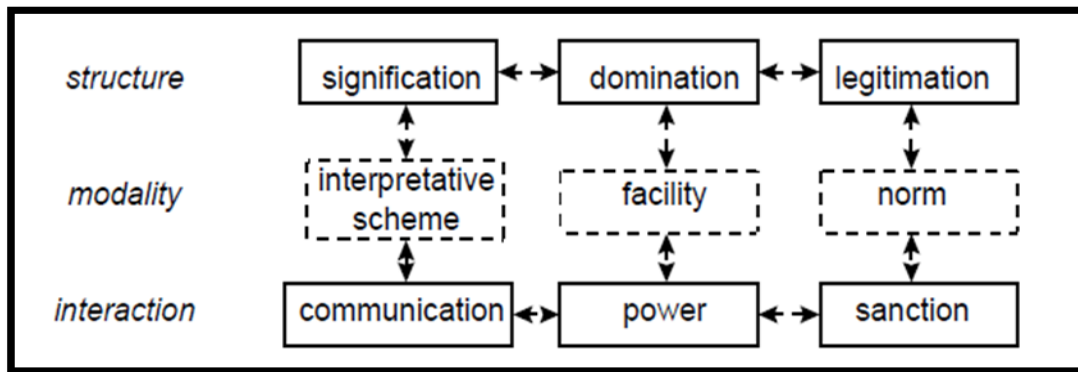 structure signification domination legitimation
modality interpretative scheme facility norm
interaction communication power sanction